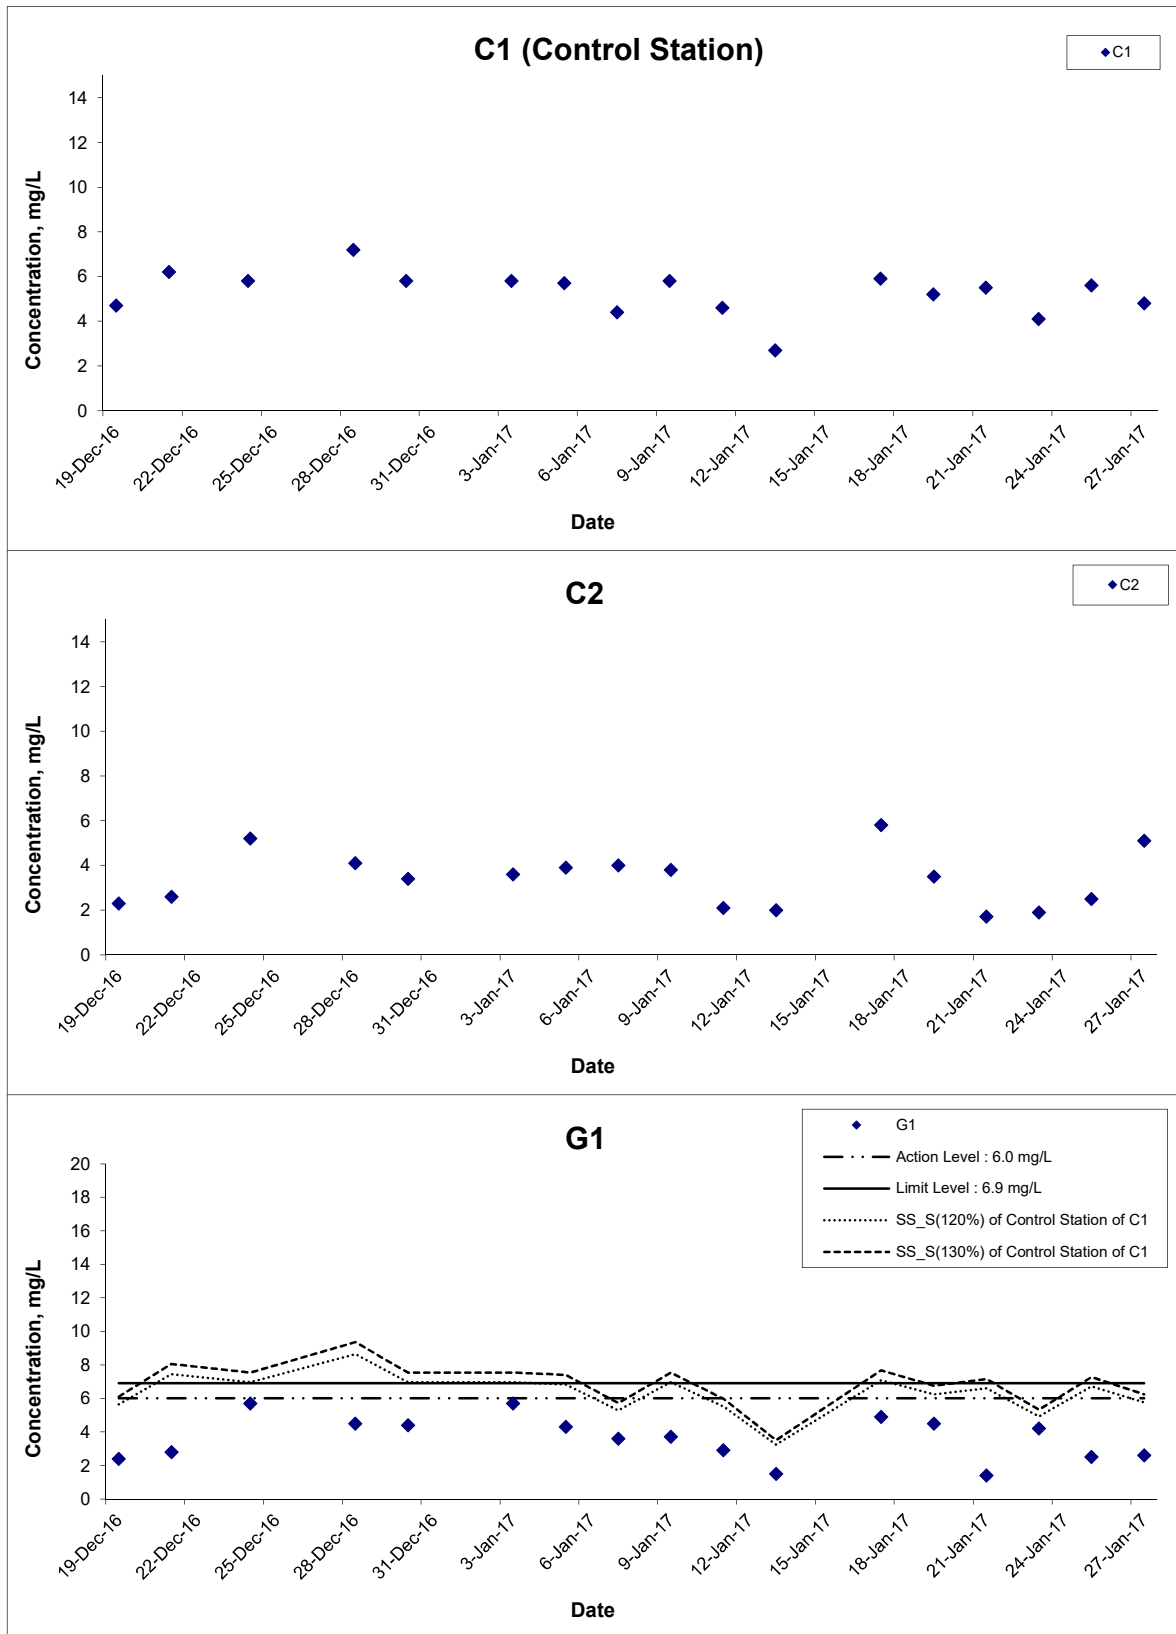 C1 (Control Station)
C1
Concentration, mg/L
14
12
10
8
6
4
2
0
19-Dec-16
22-Dec-16
25-Dec-16
28-Dec-16
31-Dec-16
3-Jan-17
6-Jan-17
9-Jan-17
12-Jan-17
15-Jan-17
18-Jan-17
21-Jan-17
24-Jan-17
27-Jan-17
Date
C2
C2
Concentration, mg/L
14
12
10
8
6
4
2
0
19-Dec-16
22-Dec-16
25-Dec-16
28-Dec-16
31-Dec-16
3-Jan-17
6-Jan-17
9-Jan-17
12-Jan-17
15-Jan-17
18-Jan-17
21-Jan-17
24-Jan-17
27-Jan-17
Date
G1
G1
Action Level : 6.0 mg/L
Limit Level : 6.9 mg/L
SS_S(120%) of Control Station of C1
SS_S(130%) of Control Station of C1
Concentration, mg/L
20
18
16
14
12
10
8
6
4
2
0
19-Dec-16
22-Dec-16
25-Dec-16
28-Dec-16
31-Dec-16
3-Jan-17
6-Jan-17
9-Jan-17
12-Jan-17
15-Jan-17
18-Jan-17
21-Jan-17
24-Jan-17
27-Jan-17
Date